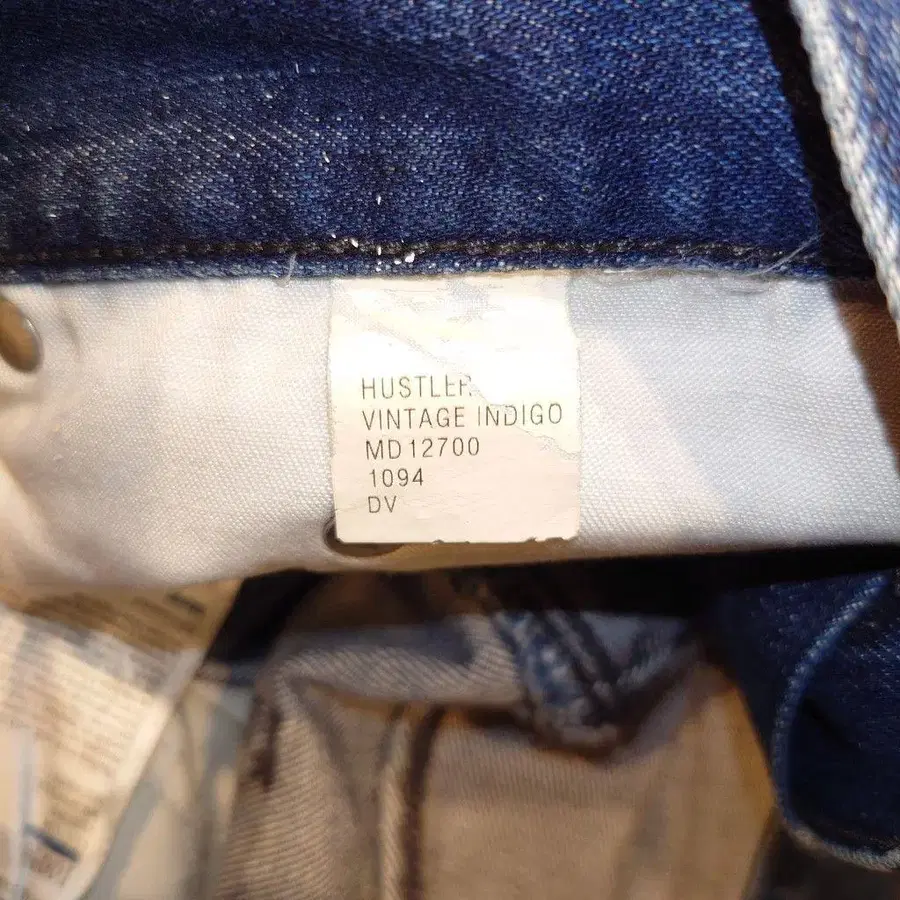 HUSTLER
VINTAGE INDIGO
MD12700
1094
DV